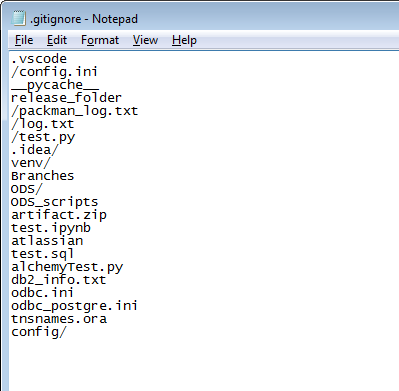 .gitignore - Notepad
File Edit Format View Help
.vscode
/config.ini
__pycache__
release_folder
/packman_log.txt
/log.txt
/test.py
.idea/
venv/
Branches
ODS/
ODS_scripts
artifact.zip
test.ipynb
atlassian
test.sql
alchemyTest.py
db2_info.txt
odbc.ini
odbc_postgre.ini
tnsnames.ora
config/